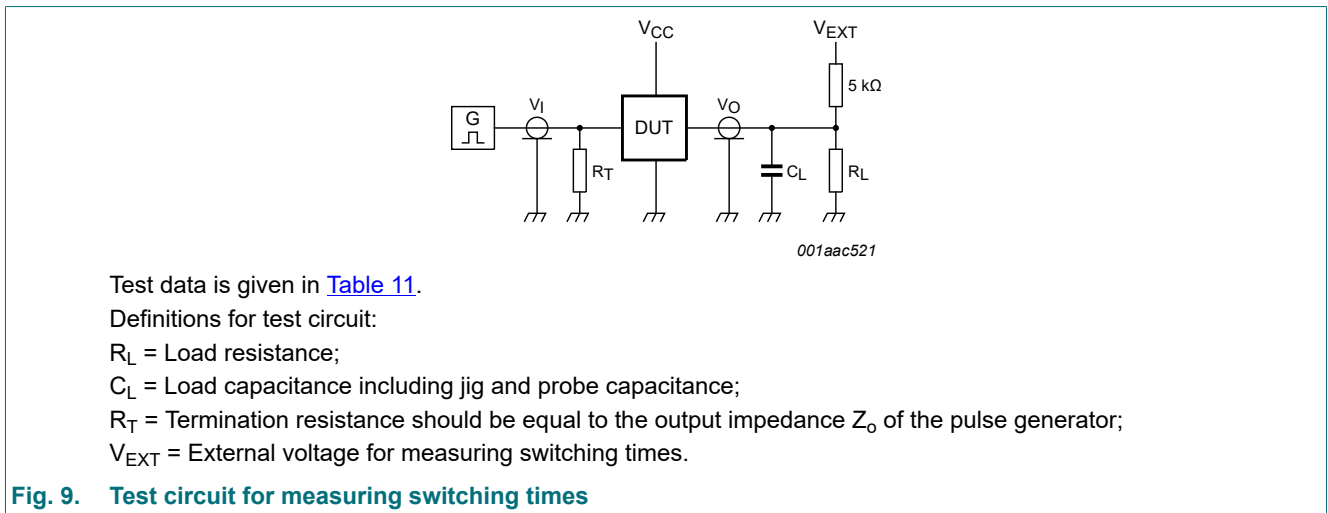 VCC
VEXT
5 kΩ
G
VI
DUT
VO
RT
CL
RL
001aac521
Test data is given in Table 11.
Definitions for test circuit:
RL = Load resistance;
CL = Load capacitance including jig and probe capacitance;
RT = Termination resistance should be equal to the output impedance Zo of the pulse generator;
VEXT = External voltage for measuring switching times.
Fig. 9. Test circuit for measuring switching times